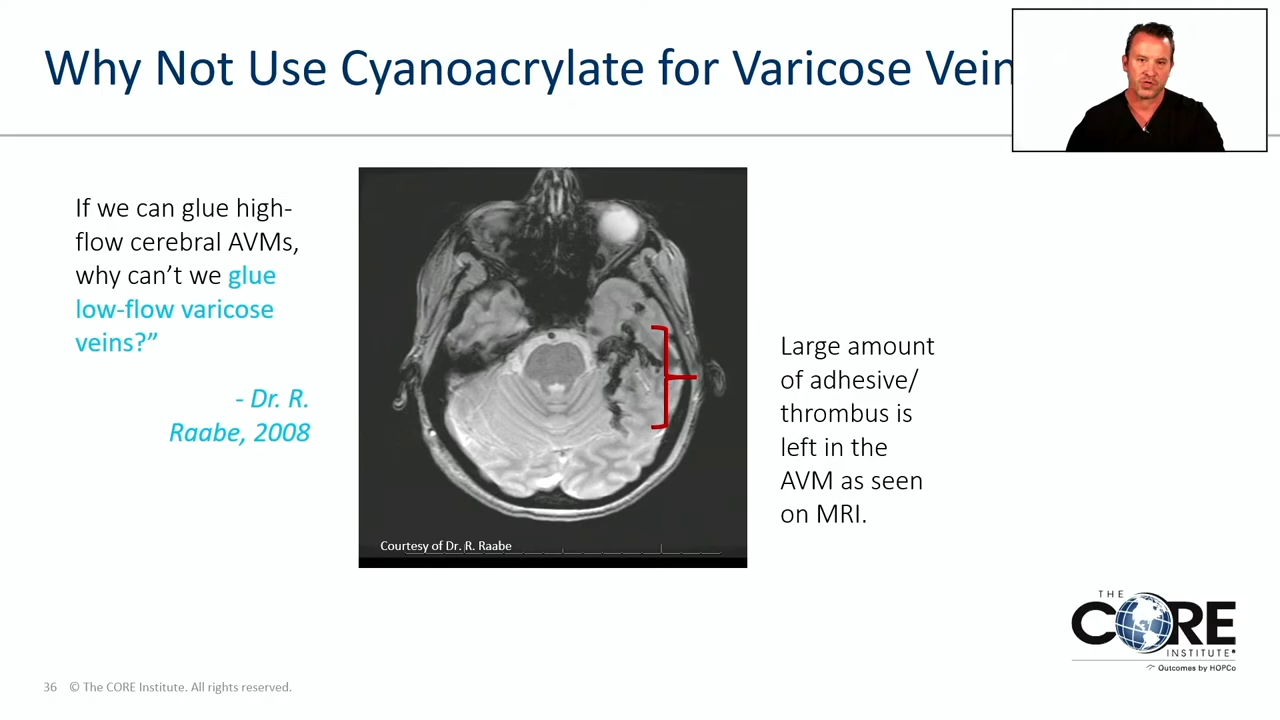 Why Not Use Cyanoacrylate for Varicose Vein
If we can glue high-
flow cerebral AVMs,
why can’t we glue
low-flow varicose
veins?”
- Dr. R.
Raabe, 2008
Courtesy of Dr. R. Raabe
Large amount
of adhesive/
thrombus is
left in the
AVM as seen
on MRI.
THE
CORE
INSTITUTE®
Outcomes by HOPCo
36 © The CORE Institute. All rights reserved.